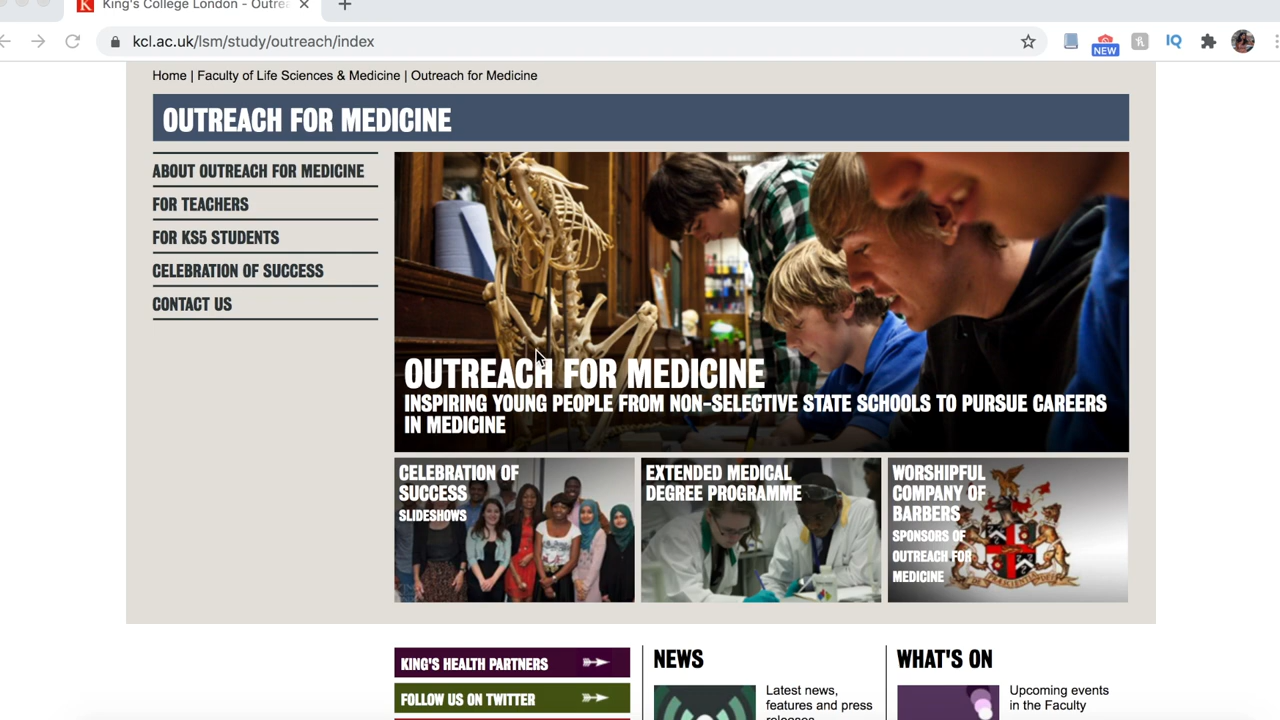 King's College London - Outrea
kcl.ac.uk/lsm/study/outreach/index
NEW
IQ
Home | Faculty of Life Sciences & Medicine | Outreach for Medicine
OUTREACH FOR MEDICINE
ABOUT OUTREACH FOR MEDICINE
FOR TEACHERS
FOR KS5 STUDENTS
CELEBRATION OF SUCCESS
CONTACT US
OUTREACH FOR MEDICINE
INSPIRING YOUNG PEOPLE FROM NON-SELECTIVE STATE SCHOOLS TO PURSUE CAREERS
IN MEDICINE
CELEBRATION OF
SUCCESS
SLIDESHOWS
EXTENDED MEDICAL
DEGREE PROGRAMME
WORSHIPFUL
COMPANY OF
BARBERS
SPONSORS OF
OUTREACH FOR
MEDICINE
KING'S HEALTH PARTNERS
FOLLOW US ON TWITTER
NEWS
Latest news,
features and press
releases
WHAT'S ON
Upcoming events
in the Faculty